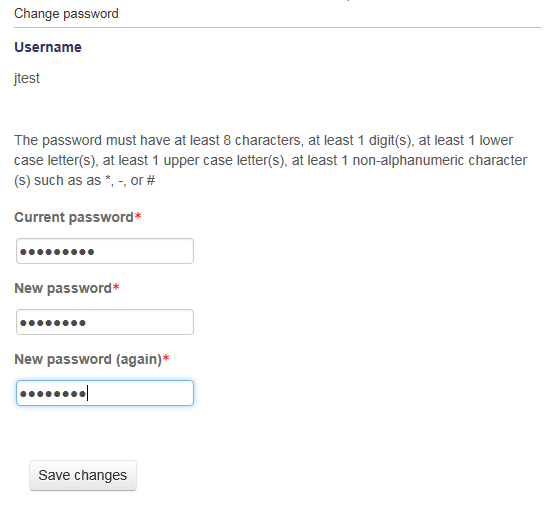 Change password
Username
jtest
The password must have at least 8 characters, at least 1 digit(s), at least 1 lower
case letter(s), at least 1 upper case letter(s), at least 1 non-alphanumeric character
(s) such as as *, -, or #
Current password*
●●●●●●●●●
New password*
●●●●●●●●
New password (again)*
●●●●●●●●
Save changes